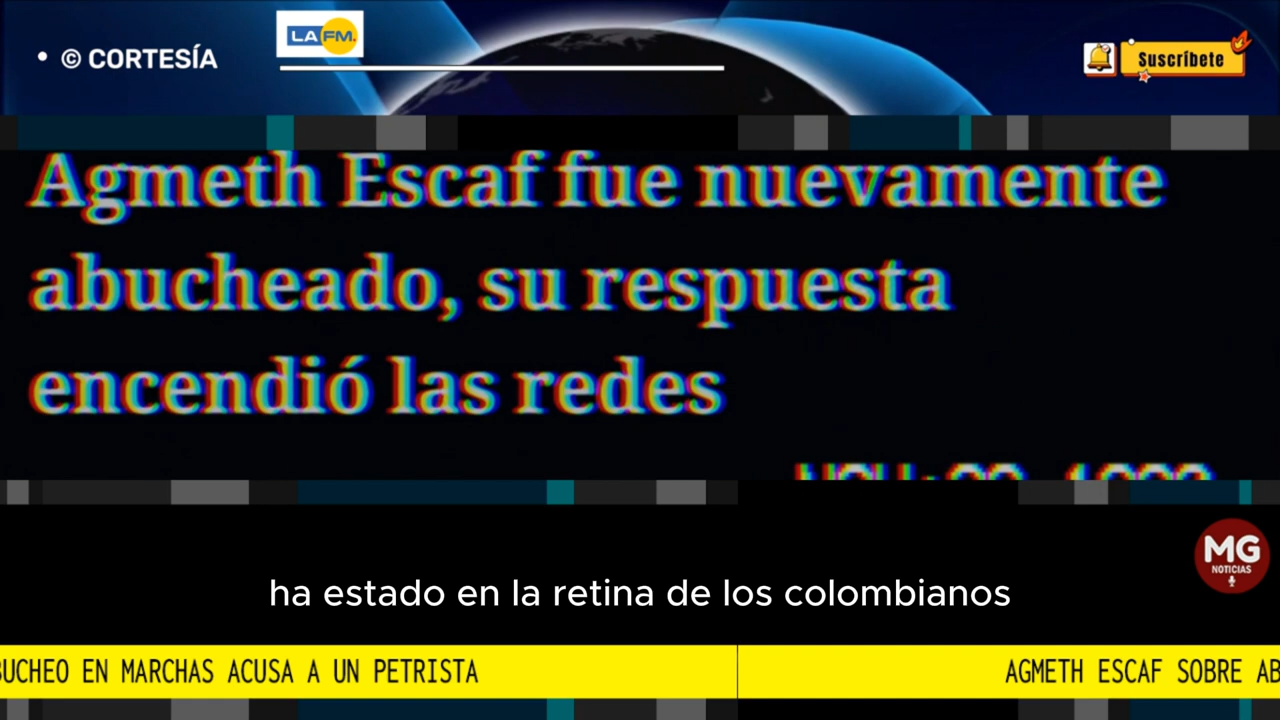 • © CORTESÍA
LA FM.
Suscríbete
Agmeth Escaf fue nuevamente
abucheado, su respuesta
encendió las redes
MG
NOTICIAS
ha estado en la retina de los colombianos
BUCHEO EN MARCHAS ACUSA A UN PETRISTA
AGMETH ESCAF SOBRE AB